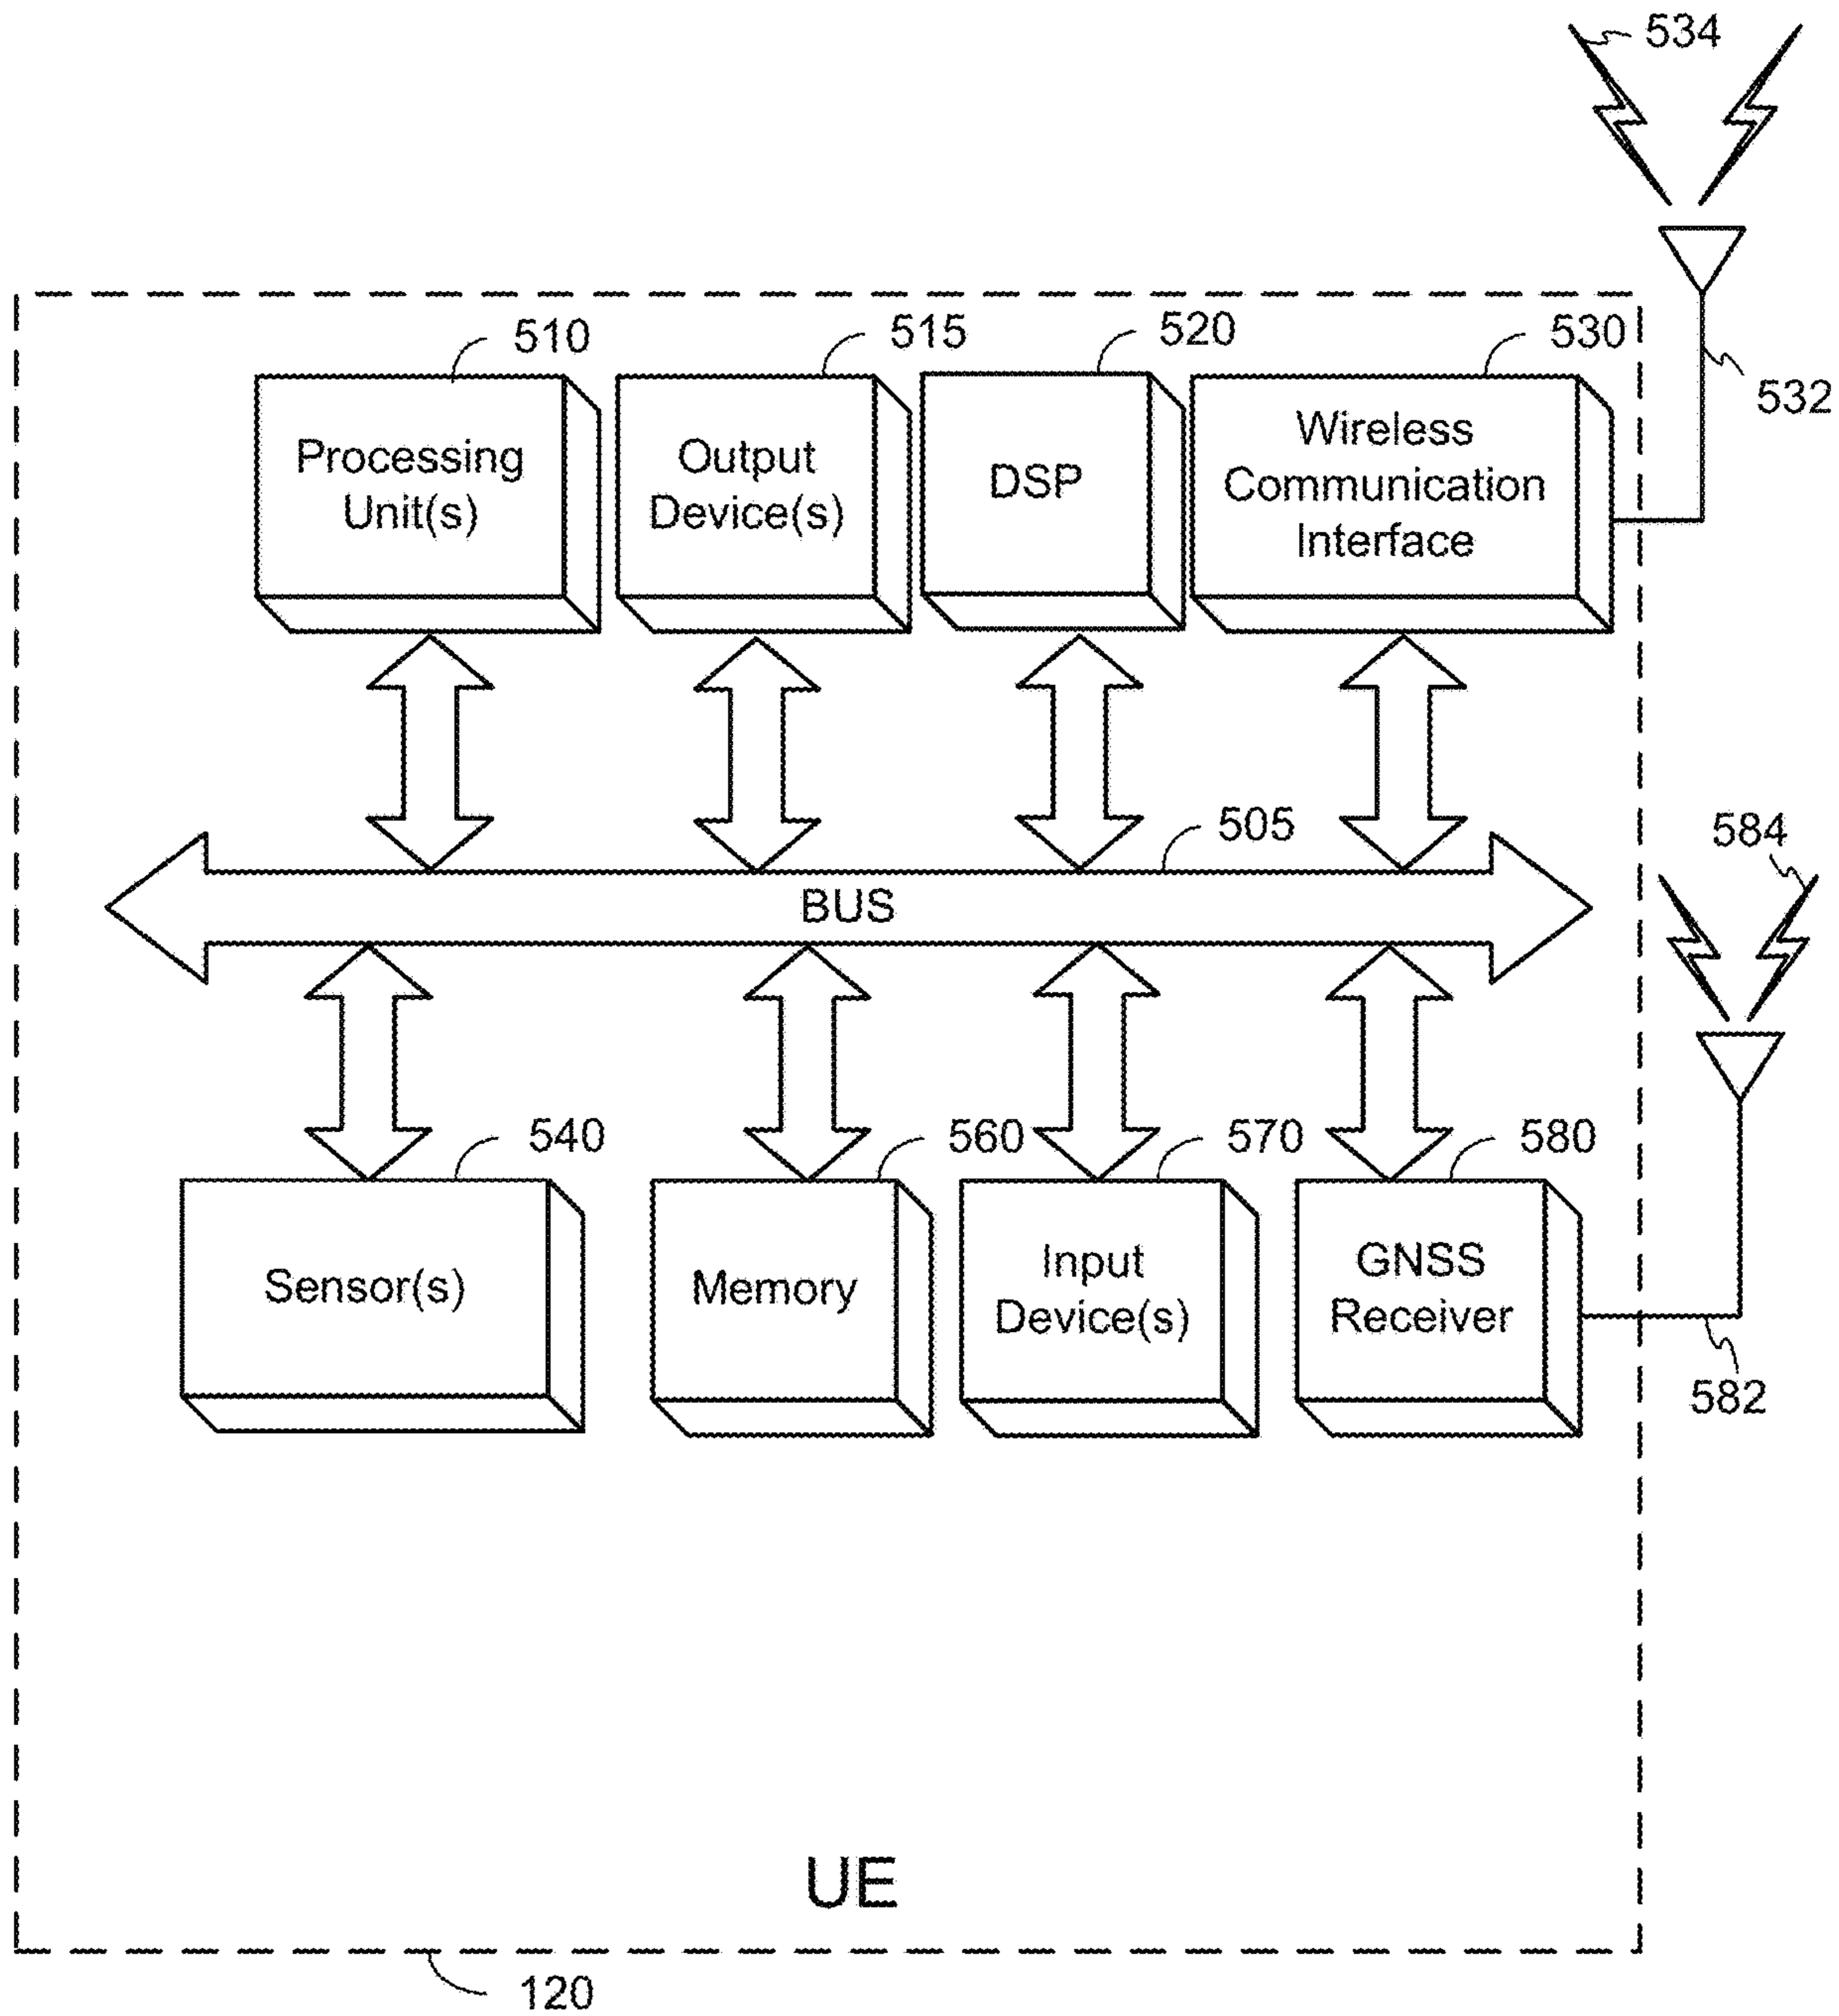 534
510
515
520
530
532
Processing
Unit(s)
Output
Device(s)
DSP
Wireless
Communication
Interface
505
584
BUS
540
560
570
580
Sensor(s)
Memory
Input
Device(s)
GNSS
Receiver
582
UE
120